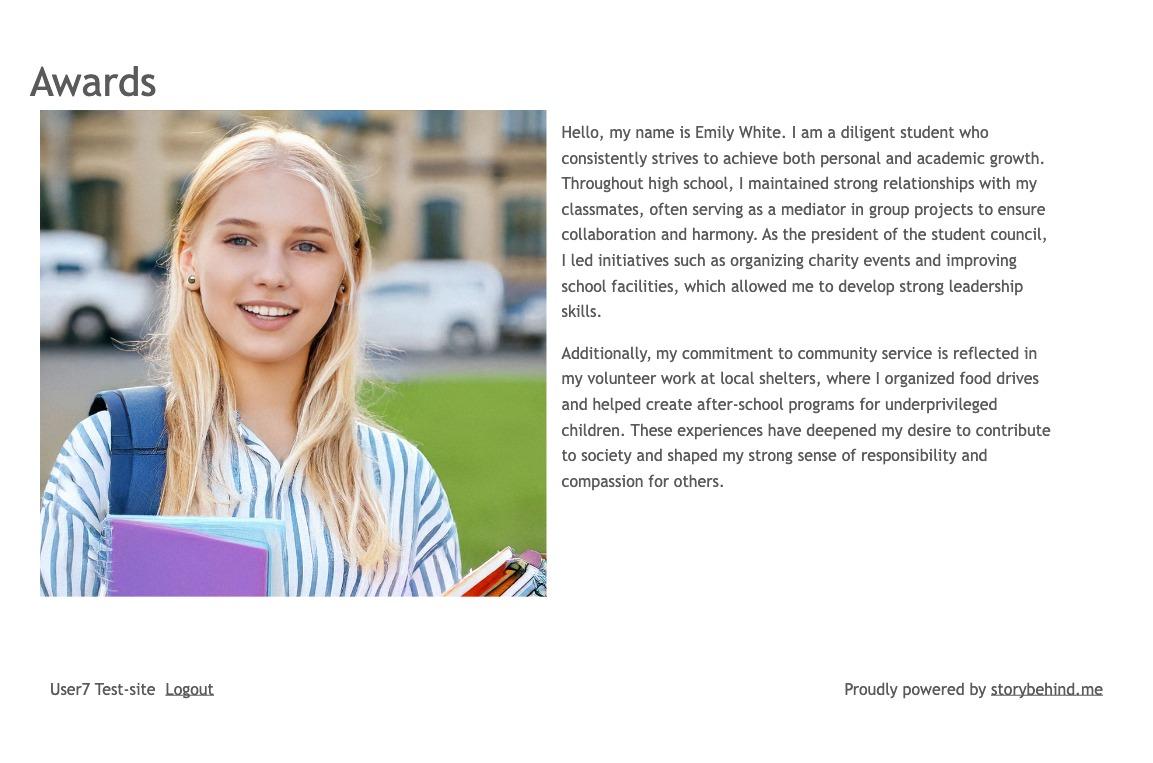 Awards
Hello, my name is Emily White. I am a diligent student who
consistently strives to achieve both personal and academic growth.
Throughout high school, I maintained strong relationships with my
classmates, often serving as a mediator in group projects to ensure
collaboration and harmony. As the president of the student council,
I led initiatives such as organizing charity events and improving
school facilities, which allowed me to develop strong leadership
skills.
Additionally, my commitment to community service is reflected in
my volunteer work at local shelters, where I organized food drives
and helped create after-school programs for underprivileged
children. These experiences have deepened my desire to contribute
to society and shaped my strong sense of responsibility and
compassion for others.
User7 Test-site Logout
Proudly powered by storybehind.me